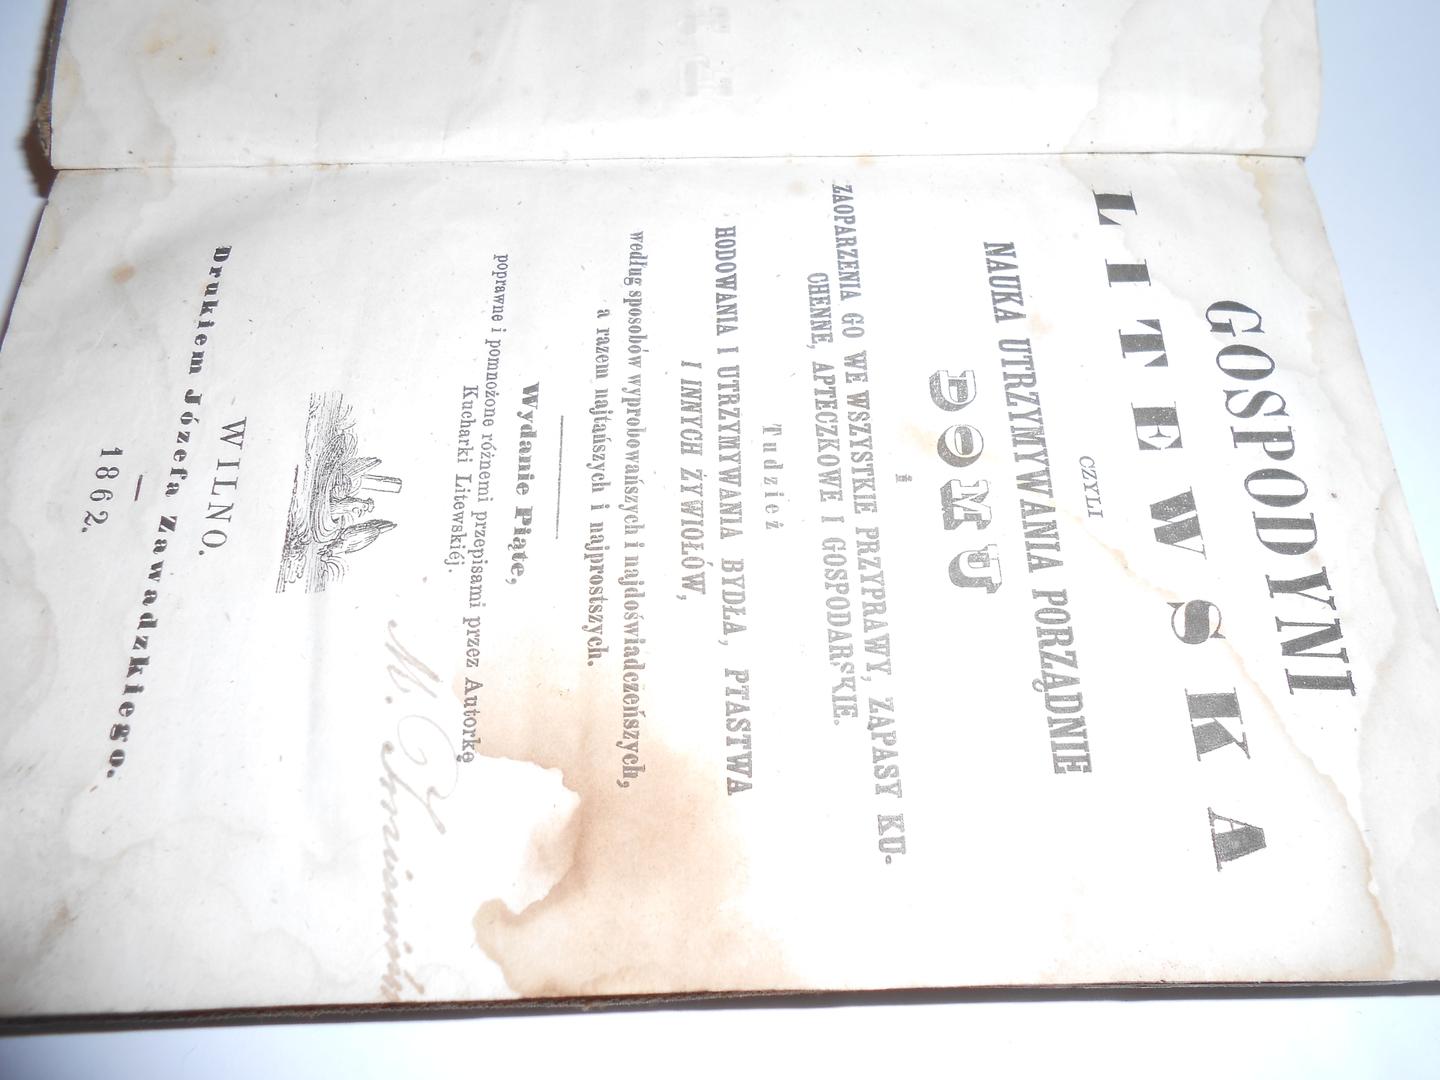 GOSPODYNI
LITEWSKA
CZYLI
NAUKA UTRZYMYWANIA PORZĄDNIE
DOMU
i
ZAOPARZENIA GO WE WSZYSTKIE PRZYPRAWY, ZĄPASY KU-
CHENNE, APTECZKOWE I GOSPODARSKIE.
Tudzież
HODOWANIA I UTRZYMYWANIA BYDŁA, PTASTWA
I INNYCH ŻYWIOŁÓW,
według sposobów wyprobowańszych i najdoświadczeńszych,
a razem najtańszych i najprostszych.
Wydanie Piąte,
poprawne i pomnożone różnemi przepisami przez Autorkę
Kucharki Litewskiéj.
M.
WILNO.
Drukiem Józefa Zawadzkiego.
1862.